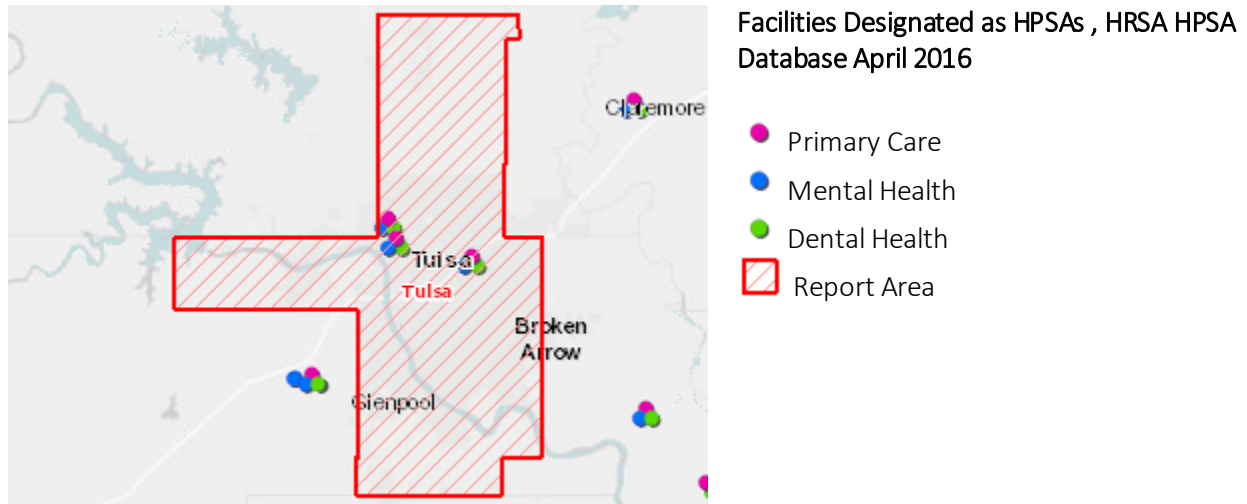 Facilities Designated as HPSAs , HRSA HPSA
Database April 2016
Primary Care
Mental Health
Dental Health
Report Area
Claremore
Tulsa
Tulsa
Broken
Arrow
Glenpool